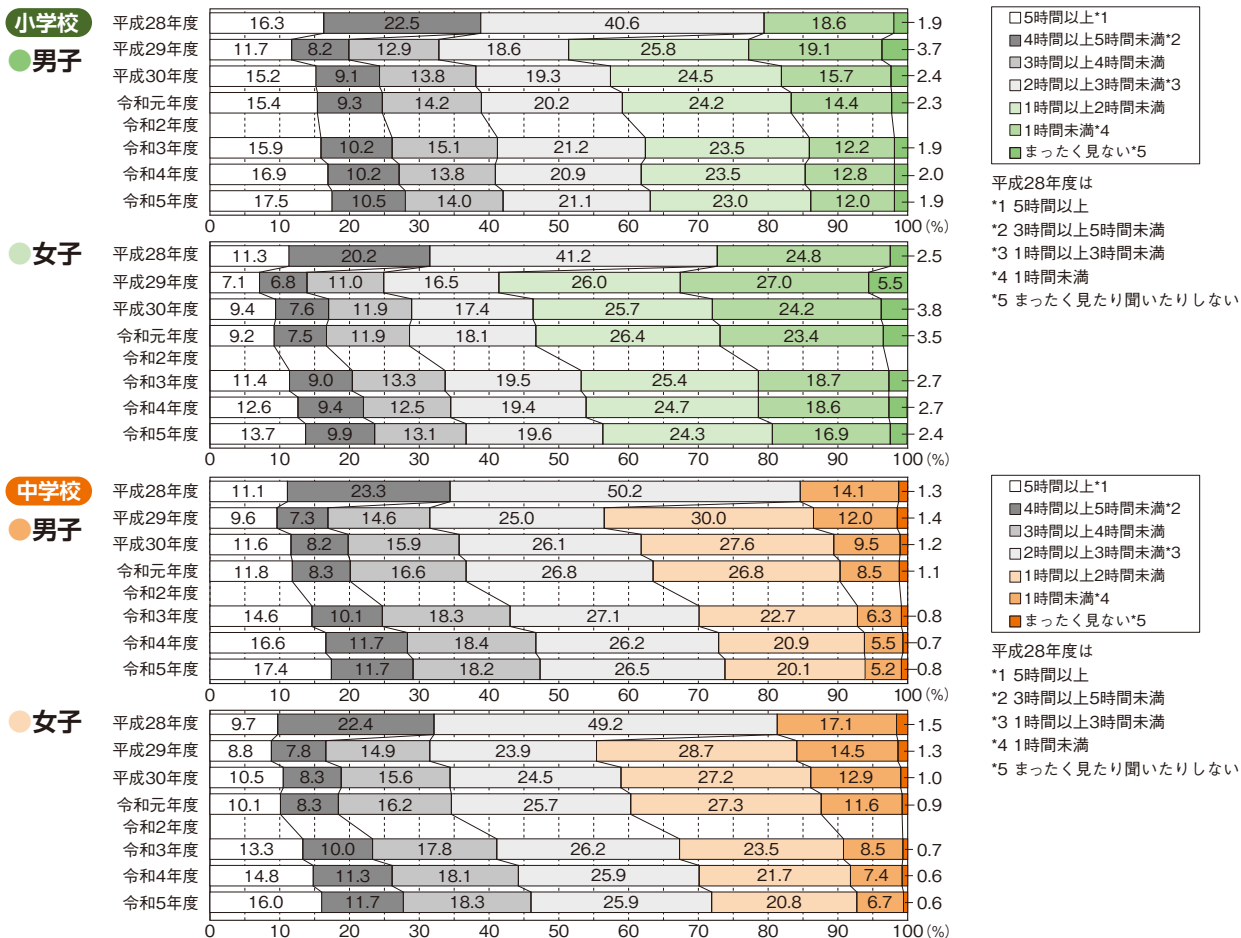 小学校
男子
平成28年度 16.3 22.5 40.6 18.6 1.9
平成29年度 11.7 8.2 12.9 18.6 25.8 19.1 3.7
平成30年度 15.2 9.1 13.8 19.3 24.5 15.7 2.4
令和元年度 15.4 9.3 14.2 20.2 24.2 14.4 2.3
令和2年度
令和3年度 15.9 10.2 15.1 21.2 23.5 12.2 1.9
令和4年度 16.9 10.2 13.8 20.9 23.5 12.8 2.0
令和5年度 17.5 10.5 14.0 21.1 23.0 12.0 1.9
0 10 20 30 40 50 60 70 80 90 100 (%)
5時間以上*1
4時間以上5時間未満*2
3時間以上4時間未満
2時間以上3時間未満*3
1時間以上2時間未満
1時間未満*4
まったく見ない*5
平成28年度は
*1 5時間以上
*2 3時間以上5時間未満
*3 1時間以上3時間未満
*4 1時間未満
*5 まったく見たり聞いたりしない
女子
平成28年度 11.3 20.2 41.2 24.8 2.5
平成29年度 7.1 6.8 11.0 16.5 26.0 27.0 5.5
平成30年度 9.4 7.6 11.9 17.4 25.7 24.2 3.8
令和元年度 9.2 7.5 11.9 18.1 26.4 23.4 3.5
令和2年度
令和3年度 11.4 9.0 13.3 19.5 25.4 18.7 2.7
令和4年度 12.6 9.4 12.5 19.4 24.7 18.6 2.7
令和5年度 13.7 9.9 13.1 19.6 24.3 16.9 2.4
0 10 20 30 40 50 60 70 80 90 100 (%)
中学校
男子
平成28年度 11.1 23.3 50.2 14.1 1.3
平成29年度 9.6 7.3 14.6 25.0 30.0 12.0 1.4
平成30年度 11.6 8.2 15.9 26.1 27.6 9.5 1.2
令和元年度 11.8 8.3 16.6 26.8 26.8 8.5 1.1
令和2年度
令和3年度 14.6 10.1 18.3 27.1 22.7 6.3 0.8
令和4年度 16.6 11.7 18.4 26.2 20.9 5.5 0.7
令和5年度 17.4 11.7 18.2 26.5 20.1 5.2 0.8
0 10 20 30 40 50 60 70 80 90 100 (%)
5時間以上*1
4時間以上5時間未満*2
3時間以上4時間未満
2時間以上3時間未満*3
1時間以上2時間未満
1時間未満*4
まったく見ない*5
平成28年度は
*1 5時間以上
*2 3時間以上5時間未満
*3 1時間以上3時間未満
*4 1時間未満
*5 まったく見たり聞いたりしない
女子
平成28年度 9.7 22.4 49.2 17.1 1.5
平成29年度 8.8 7.8 14.9 23.9 28.7 14.5 1.3
平成30年度 10.5 8.3 15.6 24.5 27.2 12.9 1.0
令和元年度 10.1 8.3 16.2 25.7 27.3 11.6 0.9
令和2年度
令和3年度 13.3 10.0 17.8 26.2 23.5 8.5 0.7
令和4年度 14.8 11.3 18.1 25.9 21.7 7.4 0.6
令和5年度 16.0 11.7 18.3 25.9 20.8 6.7 0.6
0 10 20 30 40 50 60 70 80 90 100 (%)